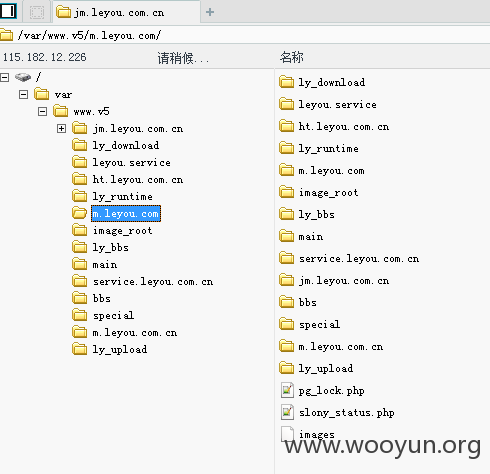 jm.leyou.com.cn
/var/www.v5/m.leyou.com/
115.182.12.226
请稍候...
名称
/
var
www.v5
jm.leyou.com.cn
ly_download
leyou.service
ht.leyou.com.cn
ly_runtime
m.leyou.com
image_root
ly_bbs
main
service.leyou.com.cn
bbs
special
m.leyou.com.cn
ly_upload
ly_download
leyou.service
ht.leyou.com.cn
ly_runtime
m.leyou.com
image_root
ly_bbs
main
service.leyou.com.cn
jm.leyou.com.cn
bbs
special
m.leyou.com.cn
ly_upload
pg_lock.php
slony_status.php
images
www.wooyun.org